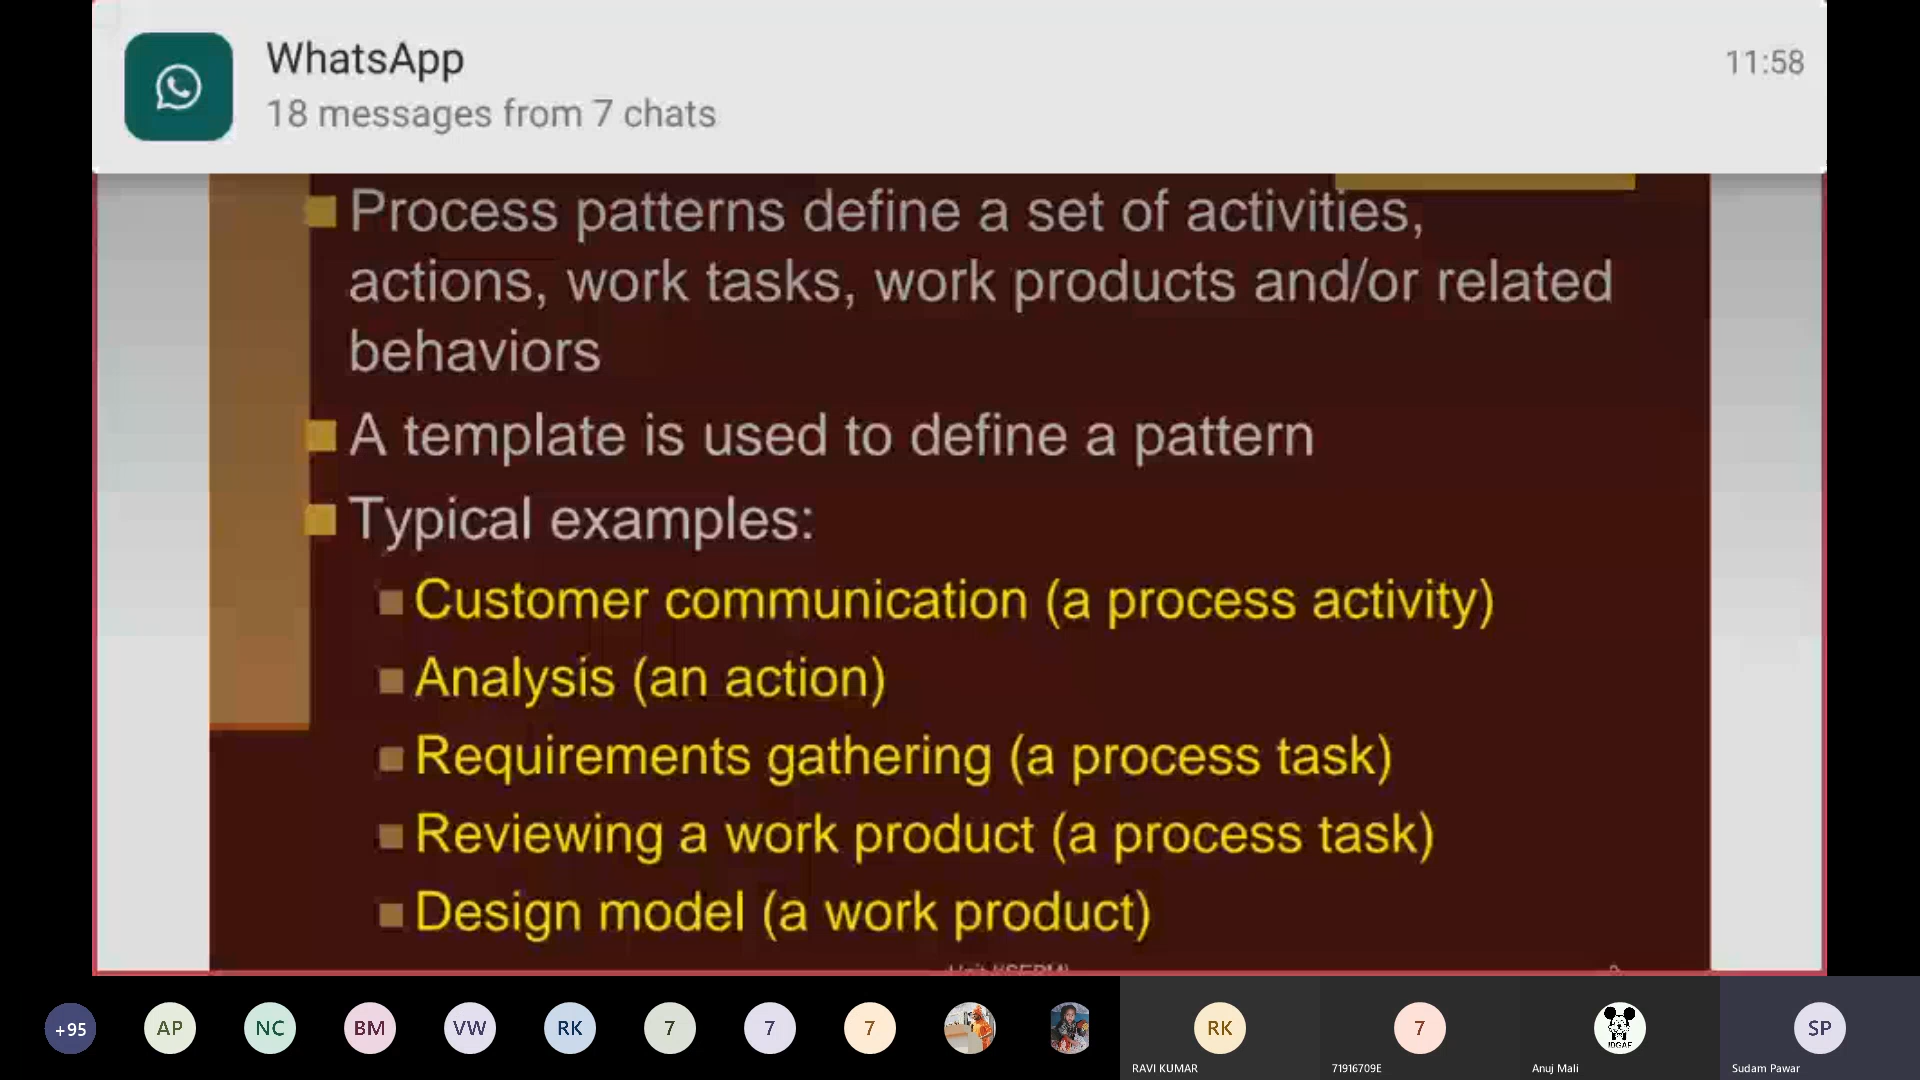 WhatsApp
11:58
18 messages from 7 chats
Process patterns define a set of activities,
actions, work tasks, work products and/or related
behaviors
A template is used to define a pattern
Typical examples:
Customer communication (a process activity)
Analysis (an action)
Requirements gathering (a process task)
Reviewing a work product (a process task)
Design model (a work product)
+95
AP
NC
BM
VW
RK
7
7
7
RK
7
IDGAF
SP
RAVI KUMAR
71916709E
Anuj Mali
Sudam Pawar